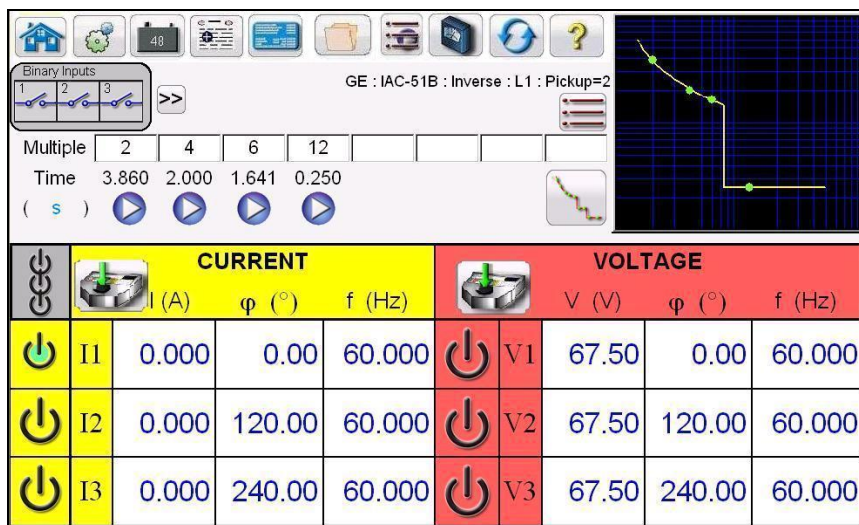 48
?
Binary Inputs
1 2 3
>>
GE : IAC-51B : Inverse : L1 : Pickup=2
Multiple 2 4 6 12
Time 3.860 2.000 1.641 0.250
( s )
CURRENT VOLTAGE
I (A) φ (°) f (Hz) V (V) φ (°) f (Hz)
I1 0.000 0.00 60.000 V1 67.50 0.00 60.000
I2 0.000 120.00 60.000 V2 67.50 120.00 60.000
I3 0.000 240.00 60.000 V3 67.50 240.00 60.000